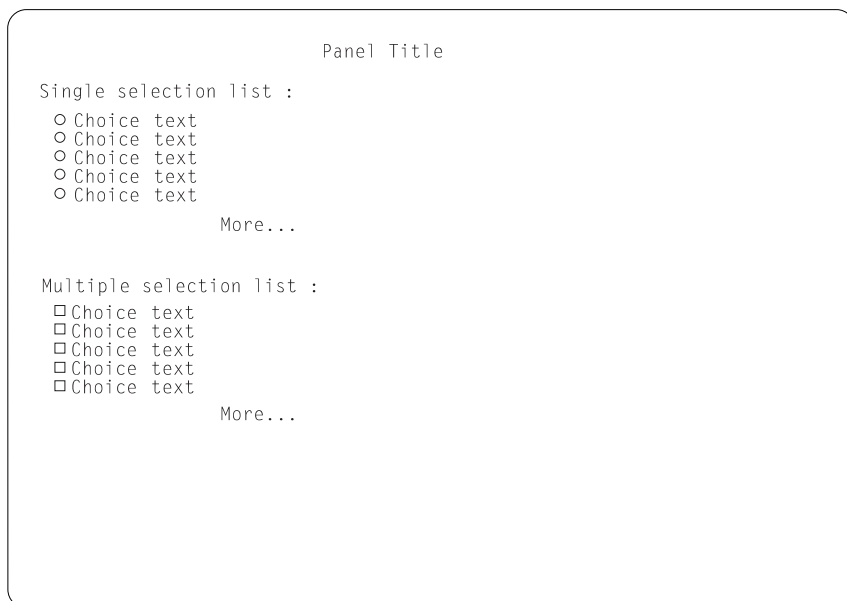 Panel Title
Single selection list :
Choice text
Choice text
Choice text
Choice text
Choice text
More...
Multiple selection list :
Choice text
Choice text
Choice text
Choice text
Choice text
More...